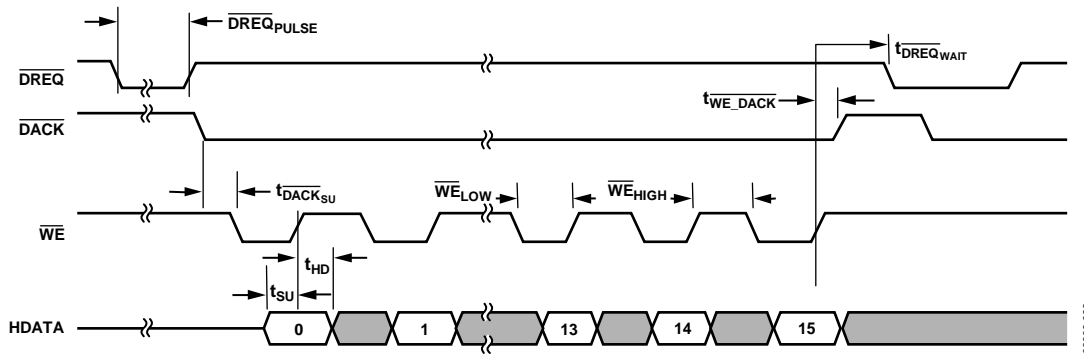 DREQPULSE
DREQ
tDREQWAIT
tWE_DACK
DACK
tDACKSU
WELOW
WEHIGH
WE
tHD
tSU
HDATA
0
1
13
14
15